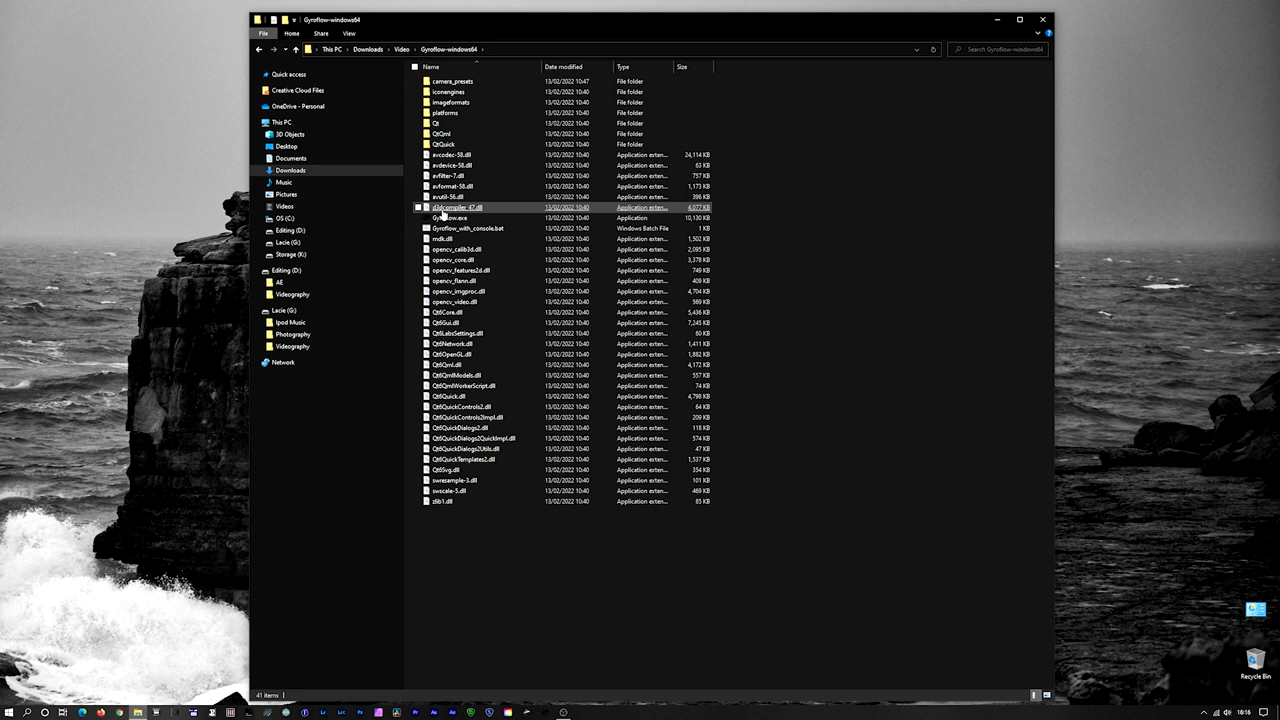 Gyroflow-windows64
File Home Share View
This PC Downloads Video Gyroflow-windows64 Search Gyroflow-windows64
Name Date modified Type Size
Quick access
Creative Cloud Files
OneDrive - Personal
This PC
3D Objects
Desktop
Documents
Downloads
Music
Pictures
Videos
OS (C:)
Editing (D:)
Lacie (G:)
Storage (K:)
Editing (D:)
AE
Videography
Lacie (G:)
Ipod Music
Photography
Videography
Network
camera_presets 13/02/2022 10:47 File folder
iconengines 13/02/2022 10:40 File folder
imageformats 13/02/2022 10:40 File folder
platforms 13/02/2022 10:40 File folder
Qt 13/02/2022 10:40 File folder
QtQml 13/02/2022 10:40 File folder
QtQuick 13/02/2022 10:40 File folder
avcodec-58.dll 13/02/2022 10:40 Application exten... 24,114 KB
avdevice-58.dll 13/02/2022 10:40 Application exten... 63 KB
avfilter-7.dll 13/02/2022 10:40 Application exten... 757 KB
avformat-58.dll 13/02/2022 10:40 Application exten... 1,173 KB
avutil-56.dll 13/02/2022 10:40 Application exten... 396 KB
d3dcompiler_47.dll 13/02/2022 10:40 Application exten... 4,077 KB
Gyroflow.exe 13/02/2022 10:40 Application 10,130 KB
Gyroflow_with_console.bat 13/02/2022 10:40 Windows Batch File 1 KB
mdk.dll 13/02/2022 10:40 Application exten... 1,502 KB
opencv_calib3d.dll 13/02/2022 10:40 Application exten... 2,095 KB
opencv_core.dll 13/02/2022 10:40 Application exten... 3,378 KB
opencv_features2d.dll 13/02/2022 10:40 Application exten... 749 KB
opencv_flann.dll 13/02/2022 10:40 Application exten... 409 KB
opencv_imgproc.dll 13/02/2022 10:40 Application exten... 4,704 KB
opencv_video.dll 13/02/2022 10:40 Application exten... 569 KB
Qt6Core.dll 13/02/2022 10:40 Application exten... 5,436 KB
Qt6Gui.dll 13/02/2022 10:40 Application exten... 7,245 KB
Qt6LabsSettings.dll 13/02/2022 10:40 Application exten... 60 KB
Qt6Network.dll 13/02/2022 10:40 Application exten... 1,411 KB
Qt6OpenGL.dll 13/02/2022 10:40 Application exten... 1,882 KB
Qt6Qml.dll 13/02/2022 10:40 Application exten... 4,172 KB
Qt6QmlModels.dll 13/02/2022 10:40 Application exten... 557 KB
Qt6QmlWorkerScript.dll 13/02/2022 10:40 Application exten... 74 KB
Qt6Quick.dll 13/02/2022 10:40 Application exten... 4,798 KB
Qt6QuickControls2.dll 13/02/2022 10:40 Application exten... 64 KB
Qt6QuickControls2Impl.dll 13/02/2022 10:40 Application exten... 209 KB
Qt6QuickDialogs2.dll 13/02/2022 10:40 Application exten... 118 KB
Qt6QuickDialogs2QuickImpl.dll 13/02/2022 10:40 Application exten... 574 KB
Qt6QuickDialogs2Utils.dll 13/02/2022 10:40 Application exten... 47 KB
Qt6QuickTemplates2.dll 13/02/2022 10:40 Application exten... 1,537 KB
Qt6Svg.dll 13/02/2022 10:40 Application exten... 354 KB
swresample-3.dll 13/02/2022 10:40 Application exten... 101 KB
swscale-5.dll 13/02/2022 10:40 Application exten... 469 KB
zlib1.dll 13/02/2022 10:40 Application exten... 85 KB
41 items
Recycle Bin
Lr Lrc Ps Pr Ae Ae
16:16